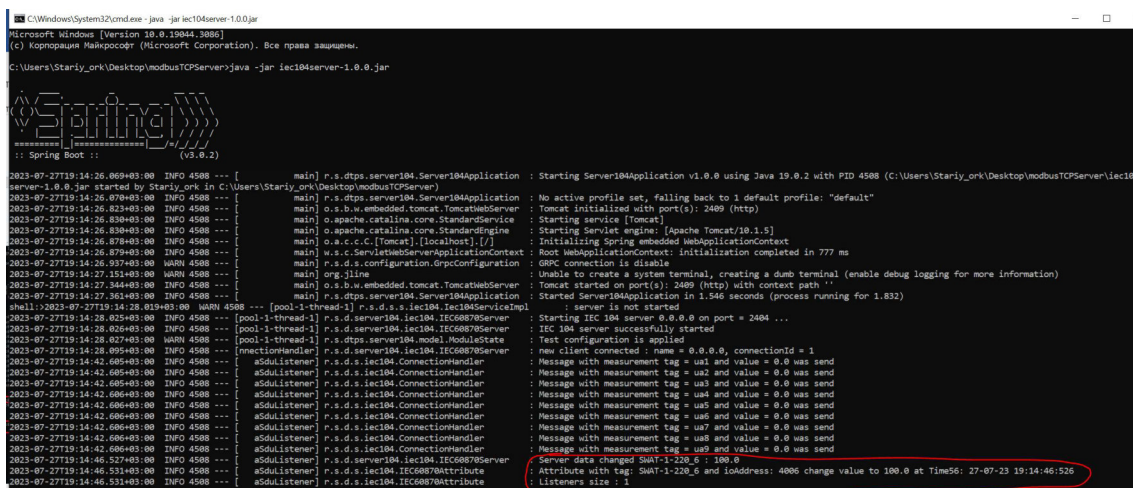 C:\Windows\System32\cmd.exe - java -jar iec104server-1.0.0.jar
Microsoft Windows [Version 10.0.19044.3086]
(c) Корпорация Майкрософт (Microsoft Corporation). Все права защищены.
C:\Users\Stariy_ork\Desktop\modbusTCPServer>java -jar iec104server-1.0.0.jar
:: Spring Boot :: (v3.0.2)
2023-07-27T19:14:26.069+03:00 INFO 4508 --- [ main] r.s.dtps.server104.Server104Application : Starting Server104Application v1.0.0 using Java 19.0.2 with PID 4508 (C:\Users\Stariy_ork\Desktop\modbusTCPServer\iec10
server-1.0.0.jar started by Stariy_ork in C:\Users\Stariy_ork\Desktop\modbusTCPServer)
2023-07-27T19:14:26.070+03:00 INFO 4508 --- [ main] r.s.dtps.server104.Server104Application : No active profile set, falling back to 1 default profile: "default"
2023-07-27T19:14:26.823+03:00 INFO 4508 --- [ main] o.s.b.w.embedded.tomcat.TomcatWebServer : Tomcat initialized with port(s): 2409 (http)
2023-07-27T19:14:26.830+03:00 INFO 4508 --- [ main] o.apache.catalina.core.StandardService : Starting service [Tomcat]
2023-07-27T19:14:26.830+03:00 INFO 4508 --- [ main] o.apache.catalina.core.StandardEngine : Starting Servlet engine: [Apache Tomcat/10.1.5]
2023-07-27T19:14:26.878+03:00 INFO 4508 --- [ main] o.a.c.c.C.[Tomcat].[localhost].[/] : Initializing Spring embedded WebApplicationContext
2023-07-27T19:14:26.879+03:00 INFO 4508 --- [ main] w.s.c.ServletWebServerApplicationContext : Root WebApplicationContext: initialization completed in 777 ms
2023-07-27T19:14:26.937+03:00 WARN 4508 --- [ main] r.s.d.s.configuration.GrpcConfiguration : GRPC connection is disable
2023-07-27T19:14:27.151+03:00 WARN 4508 --- [ main] org.jline : Unable to create a system terminal, creating a dumb terminal (enable debug logging for more information)
2023-07-27T19:14:27.344+03:00 INFO 4508 --- [ main] o.s.b.w.embedded.tomcat.TomcatWebServer : Tomcat started on port(s): 2409 (http) with context path ''
2023-07-27T19:14:27.361+03:00 INFO 4508 --- [ main] r.s.dtps.server104.Server104Application : Started Server104Application in 1.546 seconds (process running for 1.832)
shell:>2023-07-27T19:14:28.019+03:00 WARN 4508 --- [pool-1-thread-1] r.s.d.s.s.iec104.Iec104ServiceImpl : server is not started
2023-07-27T19:14:28.025+03:00 INFO 4508 --- [pool-1-thread-1] r.s.d.server104.iec104.IEC60870Server : Starting IEC 104 server 0.0.0.0 on port = 2404 ...
2023-07-27T19:14:28.026+03:00 INFO 4508 --- [pool-1-thread-1] r.s.d.server104.iec104.IEC60870Server : IEC 104 server successfully started
2023-07-27T19:14:28.027+03:00 WARN 4508 --- [pool-1-thread-1] r.s.dtps.server104.model.ModuleState : Test configuration is applied
2023-07-27T19:14:28.095+03:00 INFO 4508 --- [nnectionHandler] r.s.d.server104.iec104.IEC60870Server : new client connected : name = 0.0.0.0, connectionId = 1
2023-07-27T19:14:42.605+03:00 INFO 4508 --- [ aSduListener] r.s.d.s.iec104.ConnectionHandler : Message with measurement tag = ua1 and value = 0.0 was send
2023-07-27T19:14:42.605+03:00 INFO 4508 --- [ aSduListener] r.s.d.s.iec104.ConnectionHandler : Message with measurement tag = ua2 and value = 0.0 was send
2023-07-27T19:14:42.605+03:00 INFO 4508 --- [ aSduListener] r.s.d.s.iec104.ConnectionHandler : Message with measurement tag = ua3 and value = 0.0 was send
2023-07-27T19:14:42.606+03:00 INFO 4508 --- [ aSduListener] r.s.d.s.iec104.ConnectionHandler : Message with measurement tag = ua4 and value = 0.0 was send
2023-07-27T19:14:42.606+03:00 INFO 4508 --- [ aSduListener] r.s.d.s.iec104.ConnectionHandler : Message with measurement tag = ua5 and value = 0.0 was send
2023-07-27T19:14:42.606+03:00 INFO 4508 --- [ aSduListener] r.s.d.s.iec104.ConnectionHandler : Message with measurement tag = ua6 and value = 0.0 was send
2023-07-27T19:14:42.606+03:00 INFO 4508 --- [ aSduListener] r.s.d.s.iec104.ConnectionHandler : Message with measurement tag = ua7 and value = 0.0 was send
2023-07-27T19:14:42.606+03:00 INFO 4508 --- [ aSduListener] r.s.d.s.iec104.ConnectionHandler : Message with measurement tag = ua8 and value = 0.0 was send
2023-07-27T19:14:42.606+03:00 INFO 4508 --- [ aSduListener] r.s.d.s.iec104.ConnectionHandler : Message with measurement tag = ua9 and value = 0.0 was send
2023-07-27T19:14:46.527+03:00 INFO 4508 --- [ aSduListener] r.s.d.server104.iec104.IEC60870Server : Server data changed SWAT-1-220_6 : 100.0
2023-07-27T19:14:46.531+03:00 INFO 4508 --- [ aSduListener] r.s.d.s.iec104.IEC60870Attribute : Attribute with tag: SWAT-1-220_6 and ioAddress: 4006 change value to 100.0 at Time56: 27-07-23 19:14:46:526
2023-07-27T19:14:46.531+03:00 INFO 4508 --- [ aSduListener] r.s.d.s.iec104.IEC60870Attribute : Listeners size : 1